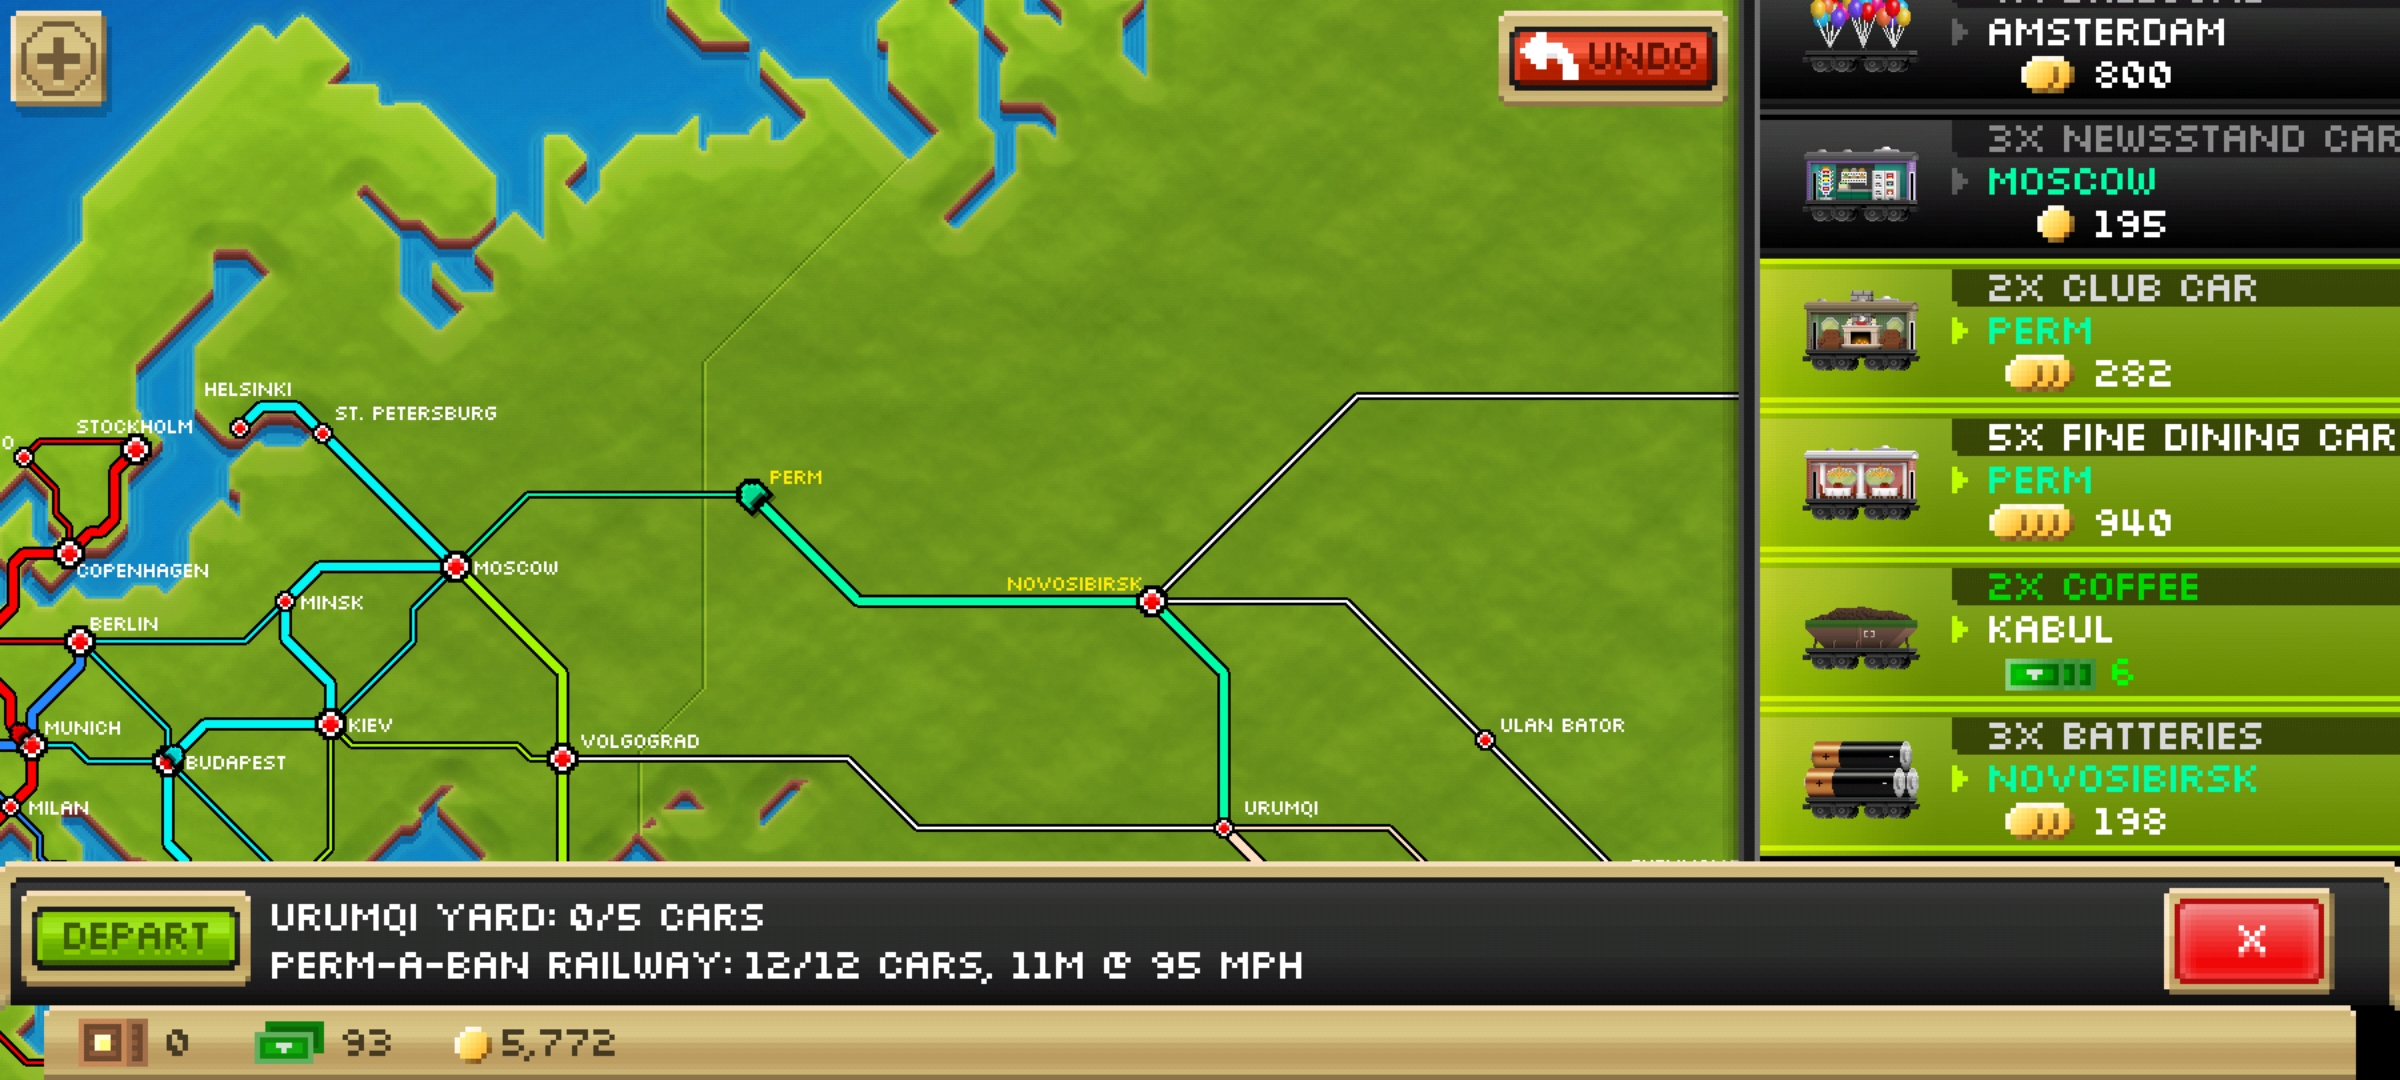 AMSTERDAM
800
3X NEWSSTAND CAR
MOSCOW
195
2X CLUB CAR
PERM
282
5X FINE DINING CAR
PERM
940
2X COFFEE
KABUL
6
3X BATTERIES
NOVOSIBIRSK
198
UNDO
HELSINKI
ST. PETERSBURG
STOCKHOLM
O
PERM
COPENHAGEN
MOSCOW
NOVOSIBIRSK
MINSK
BERLIN
MUNICH
KIEV
ULAN BATOR
VOLGOGRAD
BUDAPEST
MILAN
URUMQI
DEPART
URUMQI YARD: 0/5 CARS
PERM-A-BAN RAILWAY: 12/12 CARS, 11M @ 95 MPH
X
0
93
5,772